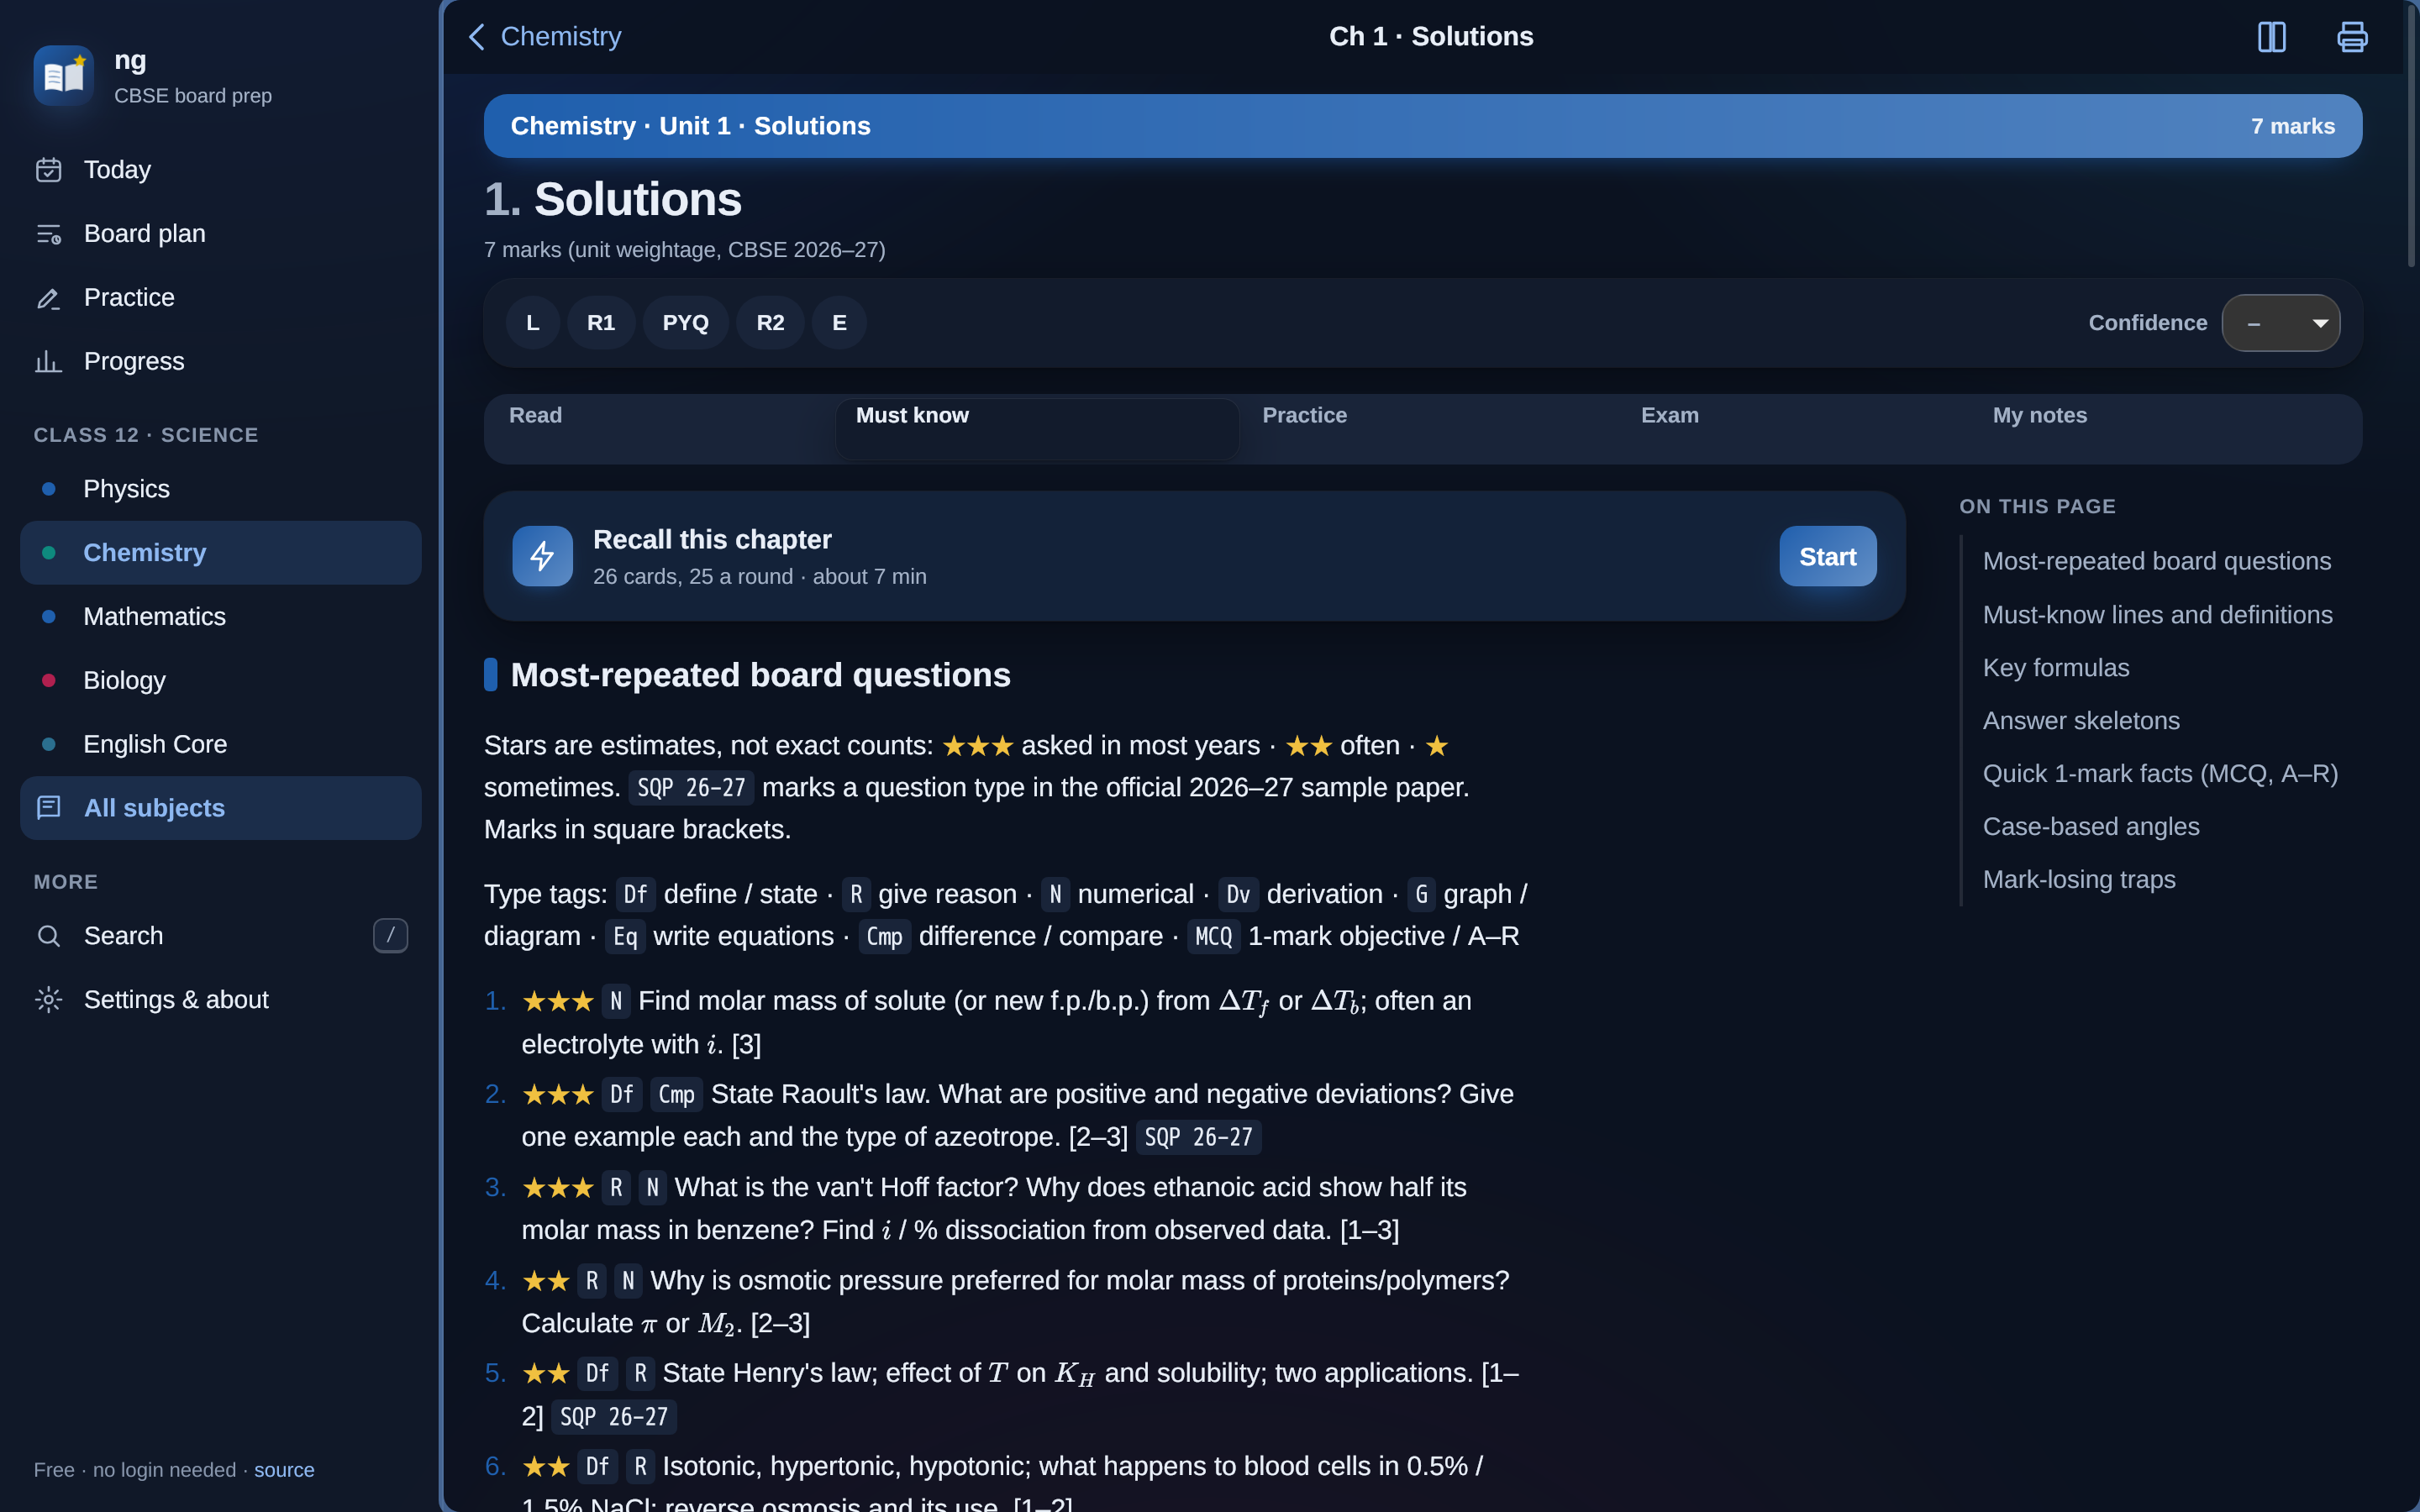 ng
CBSE board prep
Today
Board plan
Practice
Progress
CLASS 12 · SCIENCE
Physics
Chemistry
Mathematics
Biology
English Core
All subjects
MORE
Search /
Settings & about
Free · no login needed · source
Chemistry
Ch 1 · Solutions
Chemistry · Unit 1 · Solutions 7 marks
1. Solutions
7 marks (unit weightage, CBSE 2026–27)
L R1 PYQ R2 E Confidence –
Read Must know Practice Exam My notes
Recall this chapter
26 cards, 25 a round · about 7 min
Start
Most-repeated board questions
Stars are estimates, not exact counts: ★★★ asked in most years · ★★ often · ★
sometimes. SQP 26–27 marks a question type in the official 2026–27 sample paper.
Marks in square brackets.
Type tags: Df define / state · R give reason · N numerical · Dv derivation · G graph /
diagram · Eq write equations · Cmp difference / compare · MCQ 1-mark objective / A–R
1. ★★★ N Find molar mass of solute (or new f.p./b.p.) from ΔT_f or ΔT_b; often an
electrolyte with i. [3]
2. ★★★ Df Cmp State Raoult's law. What are positive and negative deviations? Give
one example each and the type of azeotrope. [2–3] SQP 26–27
3. ★★★ R N What is the van't Hoff factor? Why does ethanoic acid show half its
molar mass in benzene? Find i / % dissociation from observed data. [1–3]
4. ★★ R N Why is osmotic pressure preferred for molar mass of proteins/polymers?
Calculate π or M₂. [2–3]
5. ★★ Df R State Henry's law; effect of T on K_H and solubility; two applications. [1–
2] SQP 26–27
6. ★★ Df R Isotonic, hypertonic, hypotonic; what happens to blood cells in 0.5% /
1.5% NaCl; reverse osmosis and its use. [1–2]
ON THIS PAGE
Most-repeated board questions
Must-know lines and definitions
Key formulas
Answer skeletons
Quick 1-mark facts (MCQ, A–R)
Case-based angles
Mark-losing traps